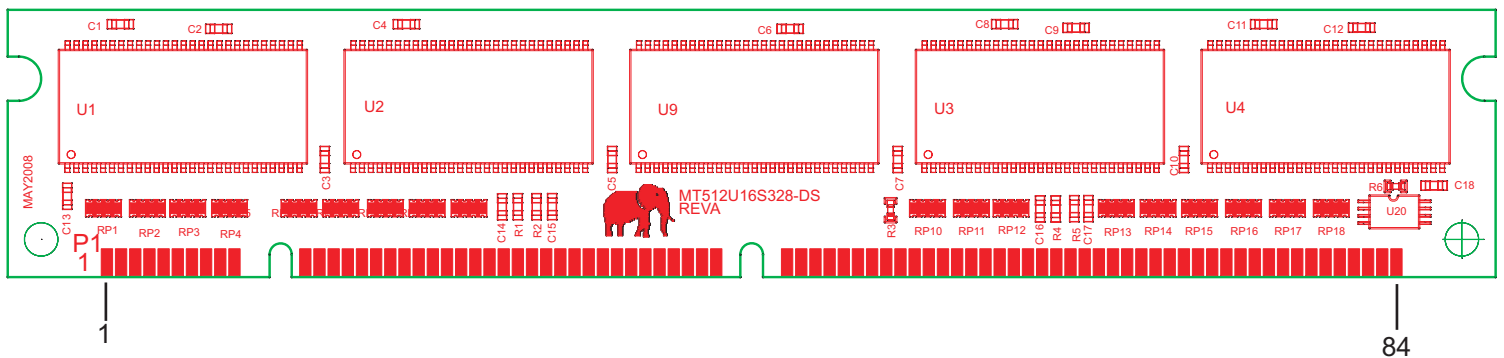 C1
C2
C4
C6
C8
C9
C11
C12
U1
U2
U9
U3
U4
MAY2008
C13
C3
C5
C7
C10
C18
R6
U20
RP1
RP2
RP3
RP4
C14
R1
R2
C15
MT512U16S328-DS
REVA
R3
RP10
RP11
RP12
C16
R4
R5
C17
RP13
RP14
RP15
RP16
RP17
RP18
P1
1
1
84